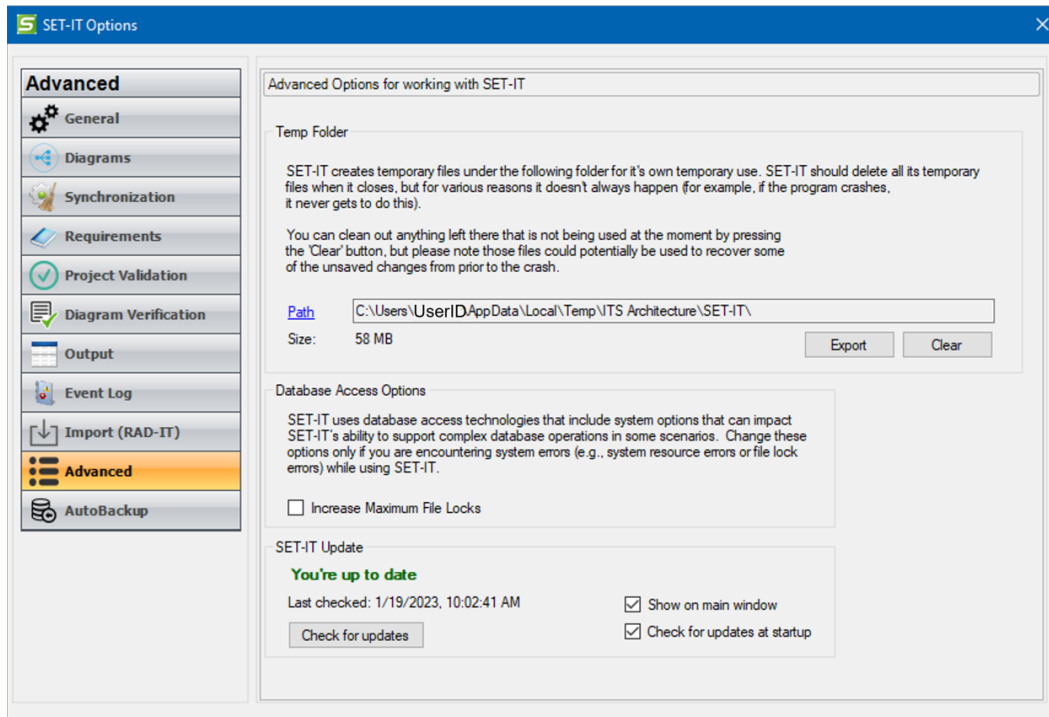 SET-IT Options
Advanced
General
Diagrams
Synchronization
Requirements
Project Validation
Diagram Verification
Output
Event Log
Import (RAD-IT)
Advanced
AutoBackup
Advanced Options for working with SET-IT
Temp Folder
SET-IT creates temporary files under the following folder for it's own temporary use. SET-IT should delete all its temporary
files when it closes, but for various reasons it doesn't always happen (for example, if the program crashes,
it never gets to do this).
You can clean out anything left there that is not being used at the moment by pressing
the 'Clear' button, but please note those files could potentially be used to recover some
of the unsaved changes from prior to the crash.
Path C:\Users\UserID.AppData\Local\Temp\ITS Architecture\SET-IT\
Size: 58 MB
Export Clear
Database Access Options
SET-IT uses database access technologies that include system options that can impact
SET-IT's ability to support complex database operations in some scenarios. Change these
options only if you are encountering system errors (e.g., system resource errors or file lock
errors) while using SET-IT.
Increase Maximum File Locks
SET-IT Update
You're up to date
Last checked: 1/19/2023, 10:02:41 AM
Show on main window
Check for updates
Check for updates at startup